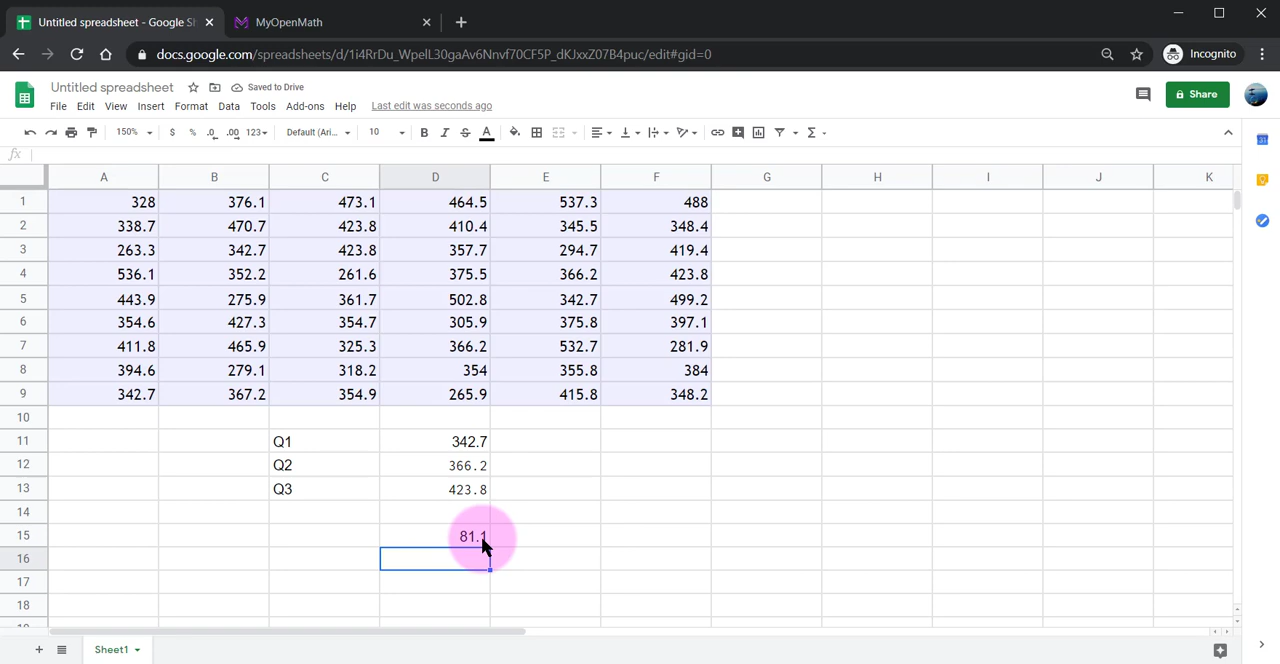 Untitled spreadsheet - Google Sh
MyOpenMath
docs.google.com/spreadsheets/d/1i4RrDu_WpelL30gaAv6Nnvf70CF5P_dKJxxZ07B4puc/edit#gid=0
Incognito
Untitled spreadsheet
Saved to Drive
File Edit View Insert Format Data Tools Add-ons Help Last edit was seconds ago
Share
150% $ % .0 .00 123 Default (Ari... 10 B I S A
fx
A B C D E F G H I J K
1 328 376.1 473.1 464.5 537.3 488
2 338.7 470.7 423.8 410.4 345.5 348.4
3 263.3 342.7 423.8 357.7 294.7 419.4
4 536.1 352.2 261.6 375.5 366.2 423.8
5 443.9 275.9 361.7 502.8 342.7 499.2
6 354.6 427.3 354.7 305.9 375.8 397.1
7 411.8 465.9 325.3 366.2 532.7 281.9
8 394.6 279.1 318.2 354 355.8 384
9 342.7 367.2 354.9 265.9 415.8 348.2
10
11 Q1 342.7
12 Q2 366.2
13 Q3 423.8
14
15 81.1
16
17
18
Sheet1